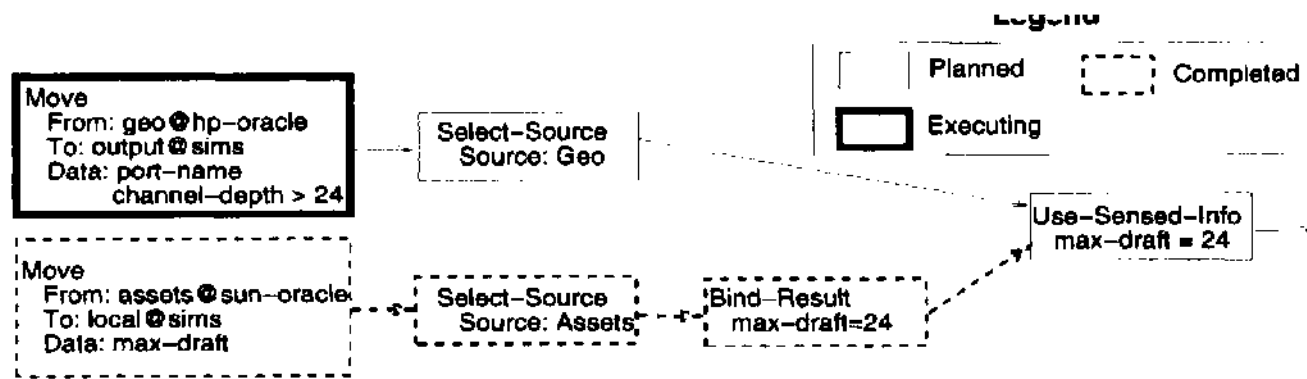 Legend
Planned
Completed
Executing
Move
From: geo@hp-oracle
To: output@sims
Data: port-name
channel-depth > 24
Select-Source
Source: Geo
Use-Sensed-Info
max-draft = 24
Move
From: assets@sun-oracle
To: local@sims
Data: max-draft
Select-Source
Source: Assets
Bind-Result
max-draft=24